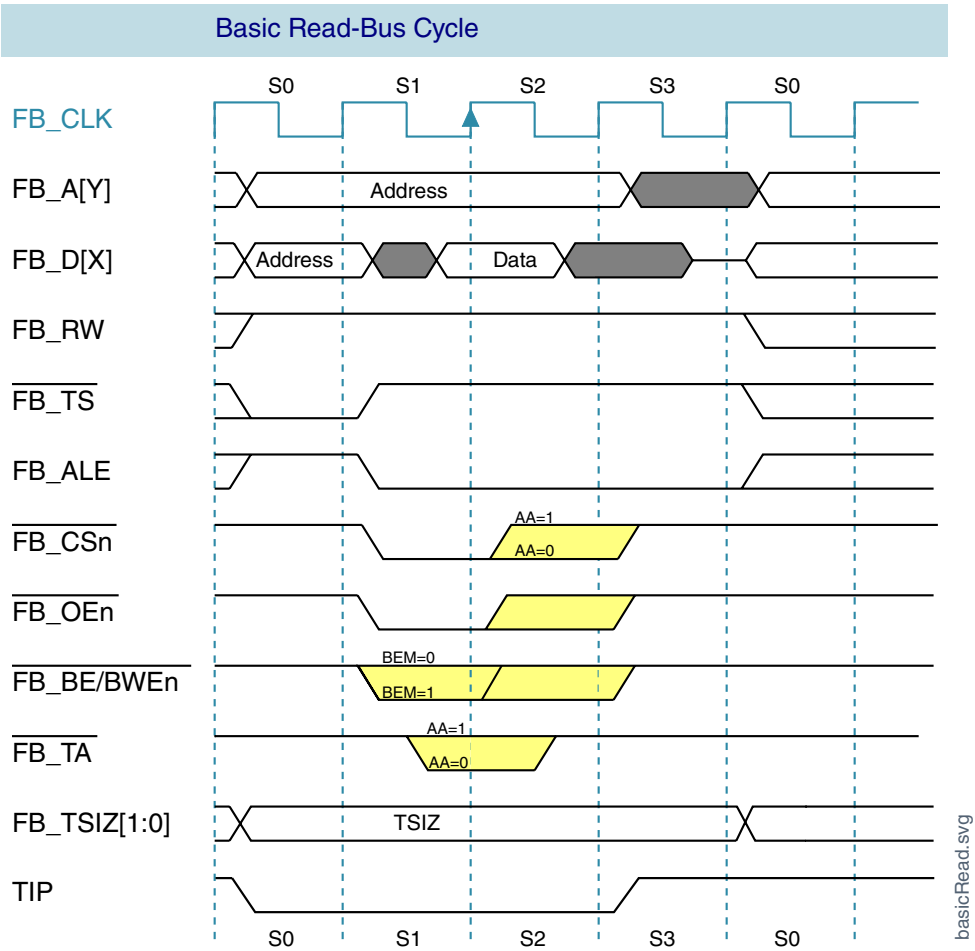 Basic Read-Bus Cycle
S0 S1 S2 S3 S0
FB_CLK
FB_A[Y] Address
FB_D[X] Address Data
FB_RW
FB_TS
FB_ALE
AA=1
FB_CSn AA=0
FB_OEn
BEM=0
FB_BE/BWEn BEM=1
AA=1
FB_TA AA=0
FB_TSIZ[1:0] TSIZ
TIP
S0 S1 S2 S3 S0
basicRead.svg